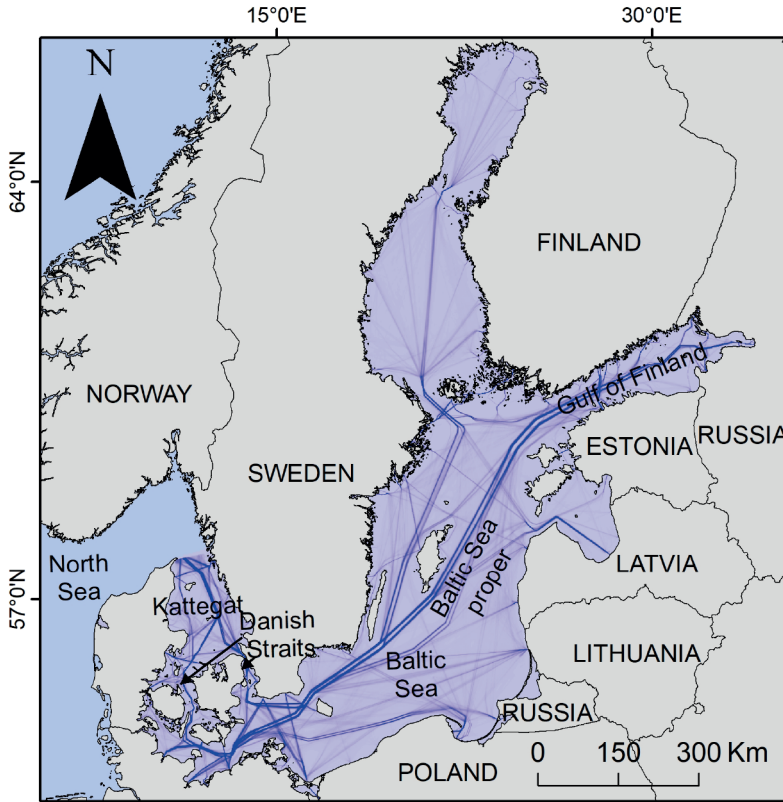 15°0'E
30°0'E
N
64°0'N
FINLAND
NORWAY
Gulf of Finland
ESTONIA
RUSSIA
SWEDEN
North
Sea
LATVIA
Baltic Sea
proper
57°0'N
Kattegat
Danish
Straits
LITHUANIA
Baltic
Sea
RUSSIA
POLAND
0 150 300 Km